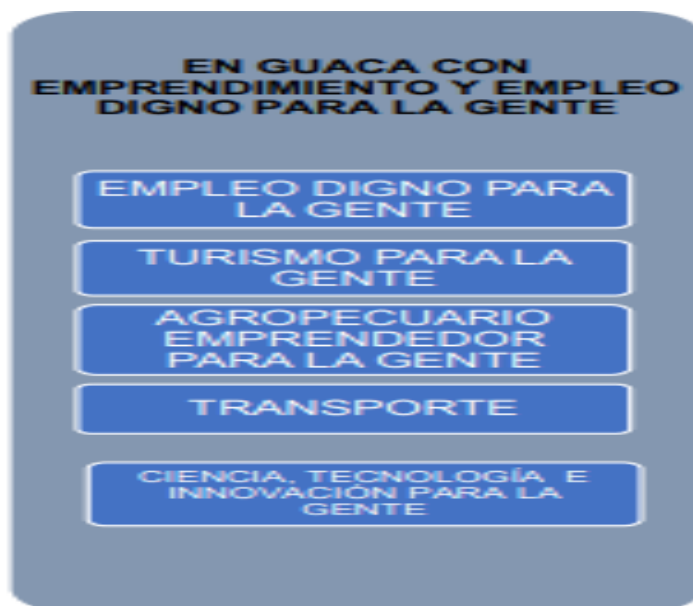 EN GUACA CON
EMPRENDIMIENTO Y EMPLEO
DIGNO PARA LA GENTE
EMPLEO DIGNO PARA
LA GENTE
TURISMO PARA LA
GENTE
AGROPECUARIO
EMPRENDEDOR
PARA LA GENTE
TRANSPORTE
CIENCIA, TECNOLOGÍA E
INNOVACIÓN PARA LA
GENTE